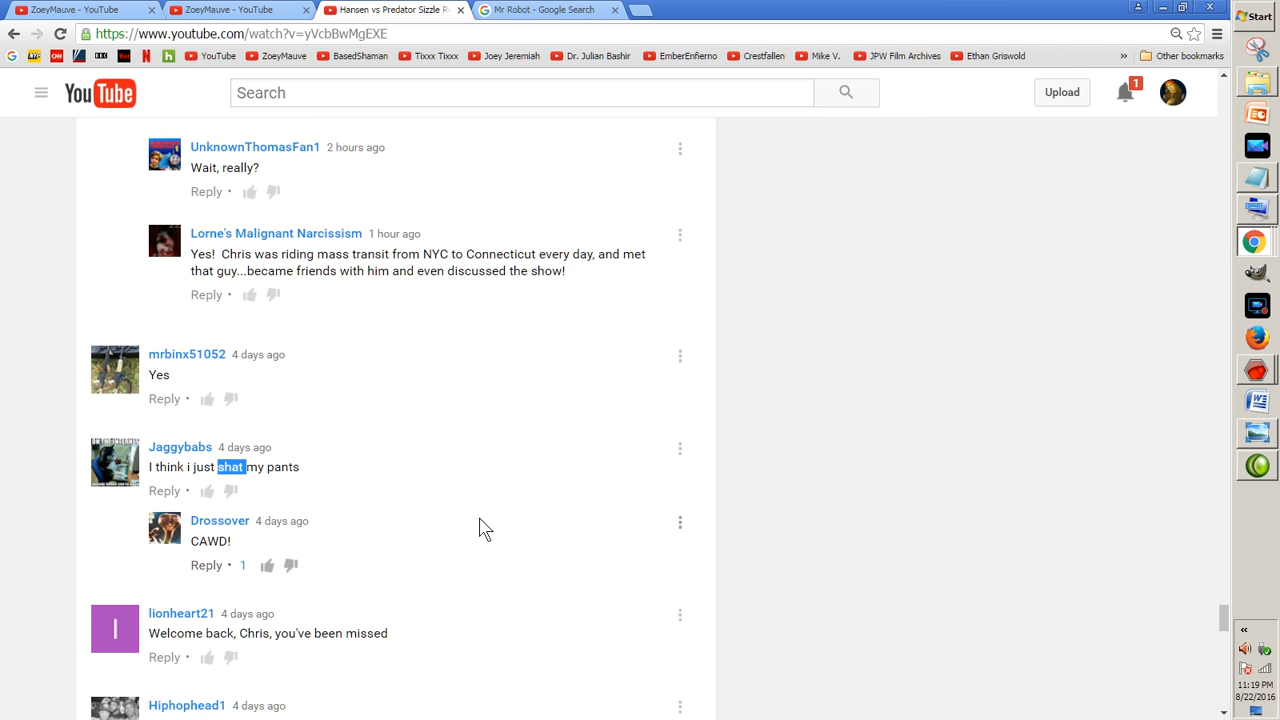 ZoeyMauve - YouTube
ZoeyMauve - YouTube
Hansen vs Predator Sizzle Re
Mr Robot - Google Search
https://www.youtube.com/watch?v=yVcbBwMgEXE
YouTube
ZoeyMauve
BasedShaman
Tixxx Tixxx
Joey Jeremiah
Dr. Julian Bashir
EmberEnfierno
Crestfallen
Mike V.
JPW Film Archives
Ethan Griswold
»
Other bookmarks
Start
YouTube
Search
Upload
1
UnknownThomasFan1 2 hours ago
Wait, really?
Reply •
Lorne's Malignant Narcissism 1 hour ago
Yes! Chris was riding mass transit from NYC to Connecticut every day, and met
that guy...became friends with him and even discussed the show!
Reply •
mrbinx51052 4 days ago
Yes
Reply •
Jaggybabs 4 days ago
I think i just shat my pants
Reply •
Drossover 4 days ago
CAWD!
Reply • 1
I
lionheart21 4 days ago
Welcome back, Chris, you've been missed
Reply •
Hiphophead1 4 days ago
«
11:19 PM
8/22/2016